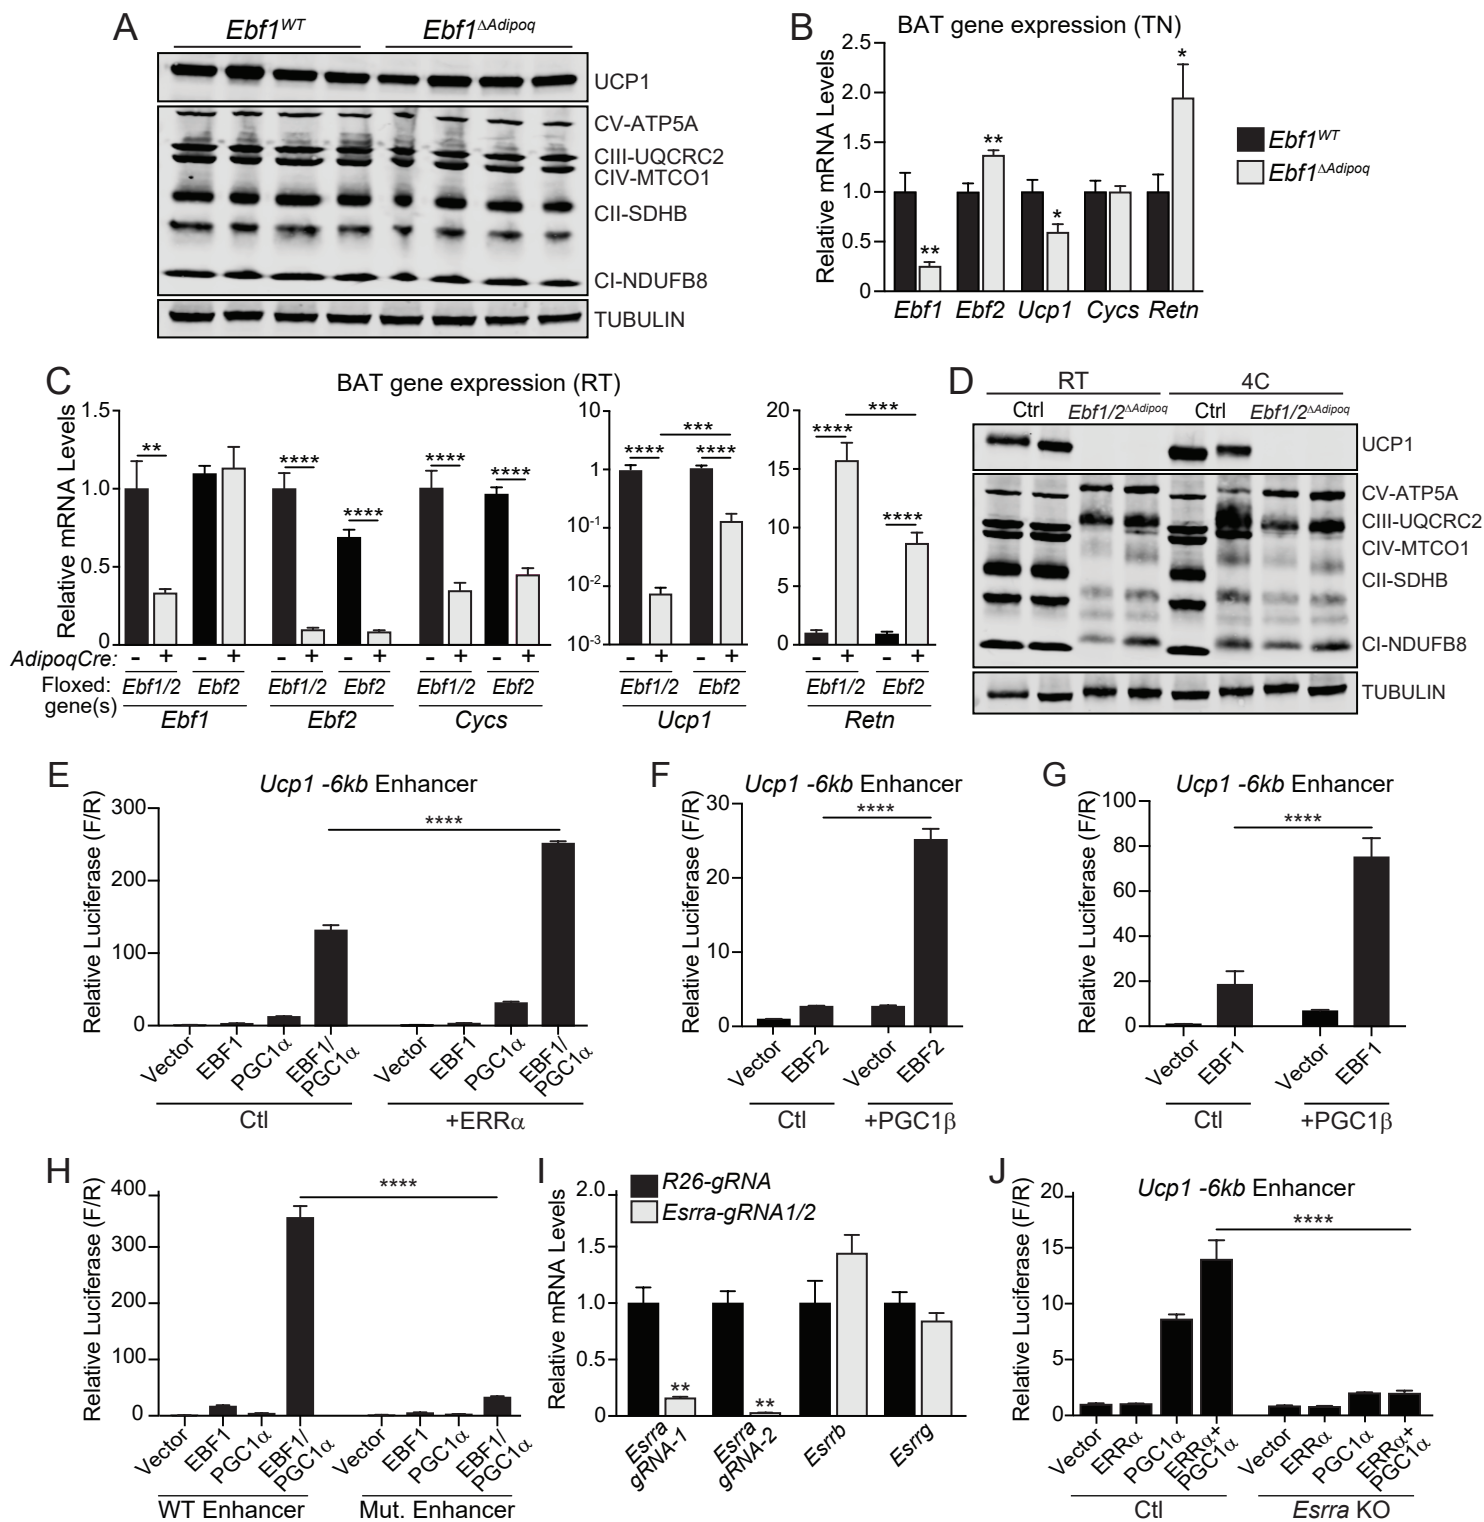 A
Ebf1WT Ebf1ΔAdipoq
UCP1
CV-ATP5A
CIII-UQCRC2
CIV-MTCO1
CII-SDHB
CI-NDUFB8
TUBULIN
B
BAT gene expression (TN)
Relative mRNA Levels
2.5
2.0
1.5
1.0
0.5
0
** ** * *
Ebf1 Ebf2 Ucp1 Cycs Retn
Ebf1WT
Ebf1ΔAdipoq
C
BAT gene expression (RT)
Relative mRNA Levels
1.5
1.0
0.5
0
** **** **** **** ****
10
1
10-1
10-2
10-3
***
**** ****
20
15
10
5
0
***
**** ****
AdipoqCre: - + - + - + - + - + - + - + - + - + - +
Floxed: Ebf1/2 Ebf2 Ebf1/2 Ebf2 Ebf1/2 Ebf2 Ebf1/2 Ebf2 Ebf1/2 Ebf2
gene(s)
Ebf1 Ebf2 Cycs Ucp1 Retn
D
RT 4C
Ctrl Ebf1/2ΔAdipoq Ctrl Ebf1/2ΔAdipoq
UCP1
CV-ATP5A
CIII-UQCRC2
CIV-MTCO1
CII-SDHB
CI-NDUFB8
TUBULIN
E
Ucp1 -6kb Enhancer
Relative Luciferase (F/R)
300
200
100
0
****
Vector EBF1 PGC1α EBF1/PGC1α Vector EBF1 PGC1α EBF1/PGC1α
Ctl +ERRα
F
Ucp1 -6kb Enhancer
Relative Luciferase (F/R)
30
20
10
0
****
Vector EBF2 Vector EBF2
Ctl +PGC1β
G
Ucp1 -6kb Enhancer
Relative Luciferase (F/R)
100
80
60
40
20
0
****
Vector EBF1 Vector EBF1
Ctl +PGC1β
H
Relative Luciferase (F/R)
400
300
200
100
0
****
Vector EBF1 PGC1α EBF1/PGC1α Vector EBF1 PGC1α EBF1/PGC1α
WT Enhancer Mut. Enhancer
I
R26-gRNA
Esrra-gRNA1/2
Relative mRNA Levels
2.0
1.5
1.0
0.5
0
** **
Esrra gRNA-1 Esrra gRNA-2 Esrrb Esrrg
J
Ucp1 -6kb Enhancer
Relative Luciferase (F/R)
20
15
10
5
0
****
Vector ERRα PGC1α ERRα+PGC1α Vector ERRα PGC1α ERRα+PGC1α
Ctl Esrra KO